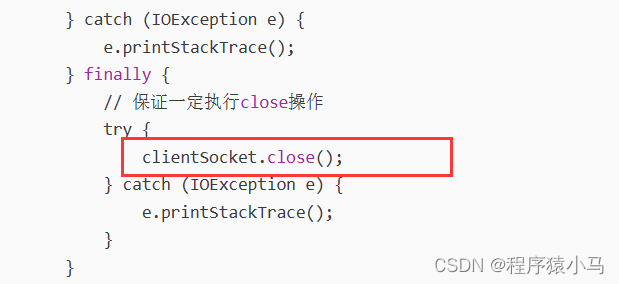 } catch (IOException e) {
e.printStackTrace();
} finally {
// 保证一定执行close操作
try {
clientSocket.close();
} catch (IOException e) {
e.printStackTrace();
}
}
CSDN @程序猿小马